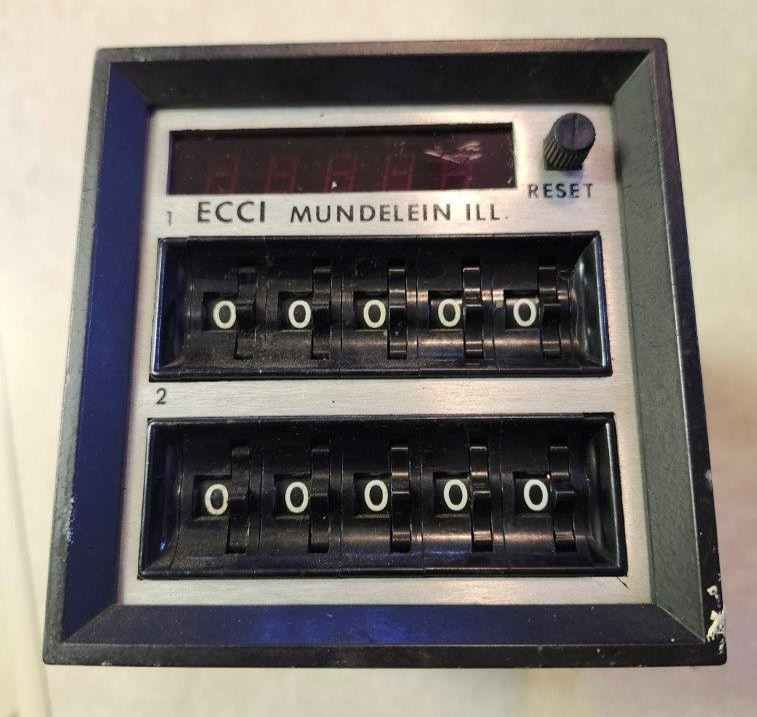 RESET
1 ECCI MUNDELEIN ILL.
0 0 0 0 0
2
0 0 0 0 0